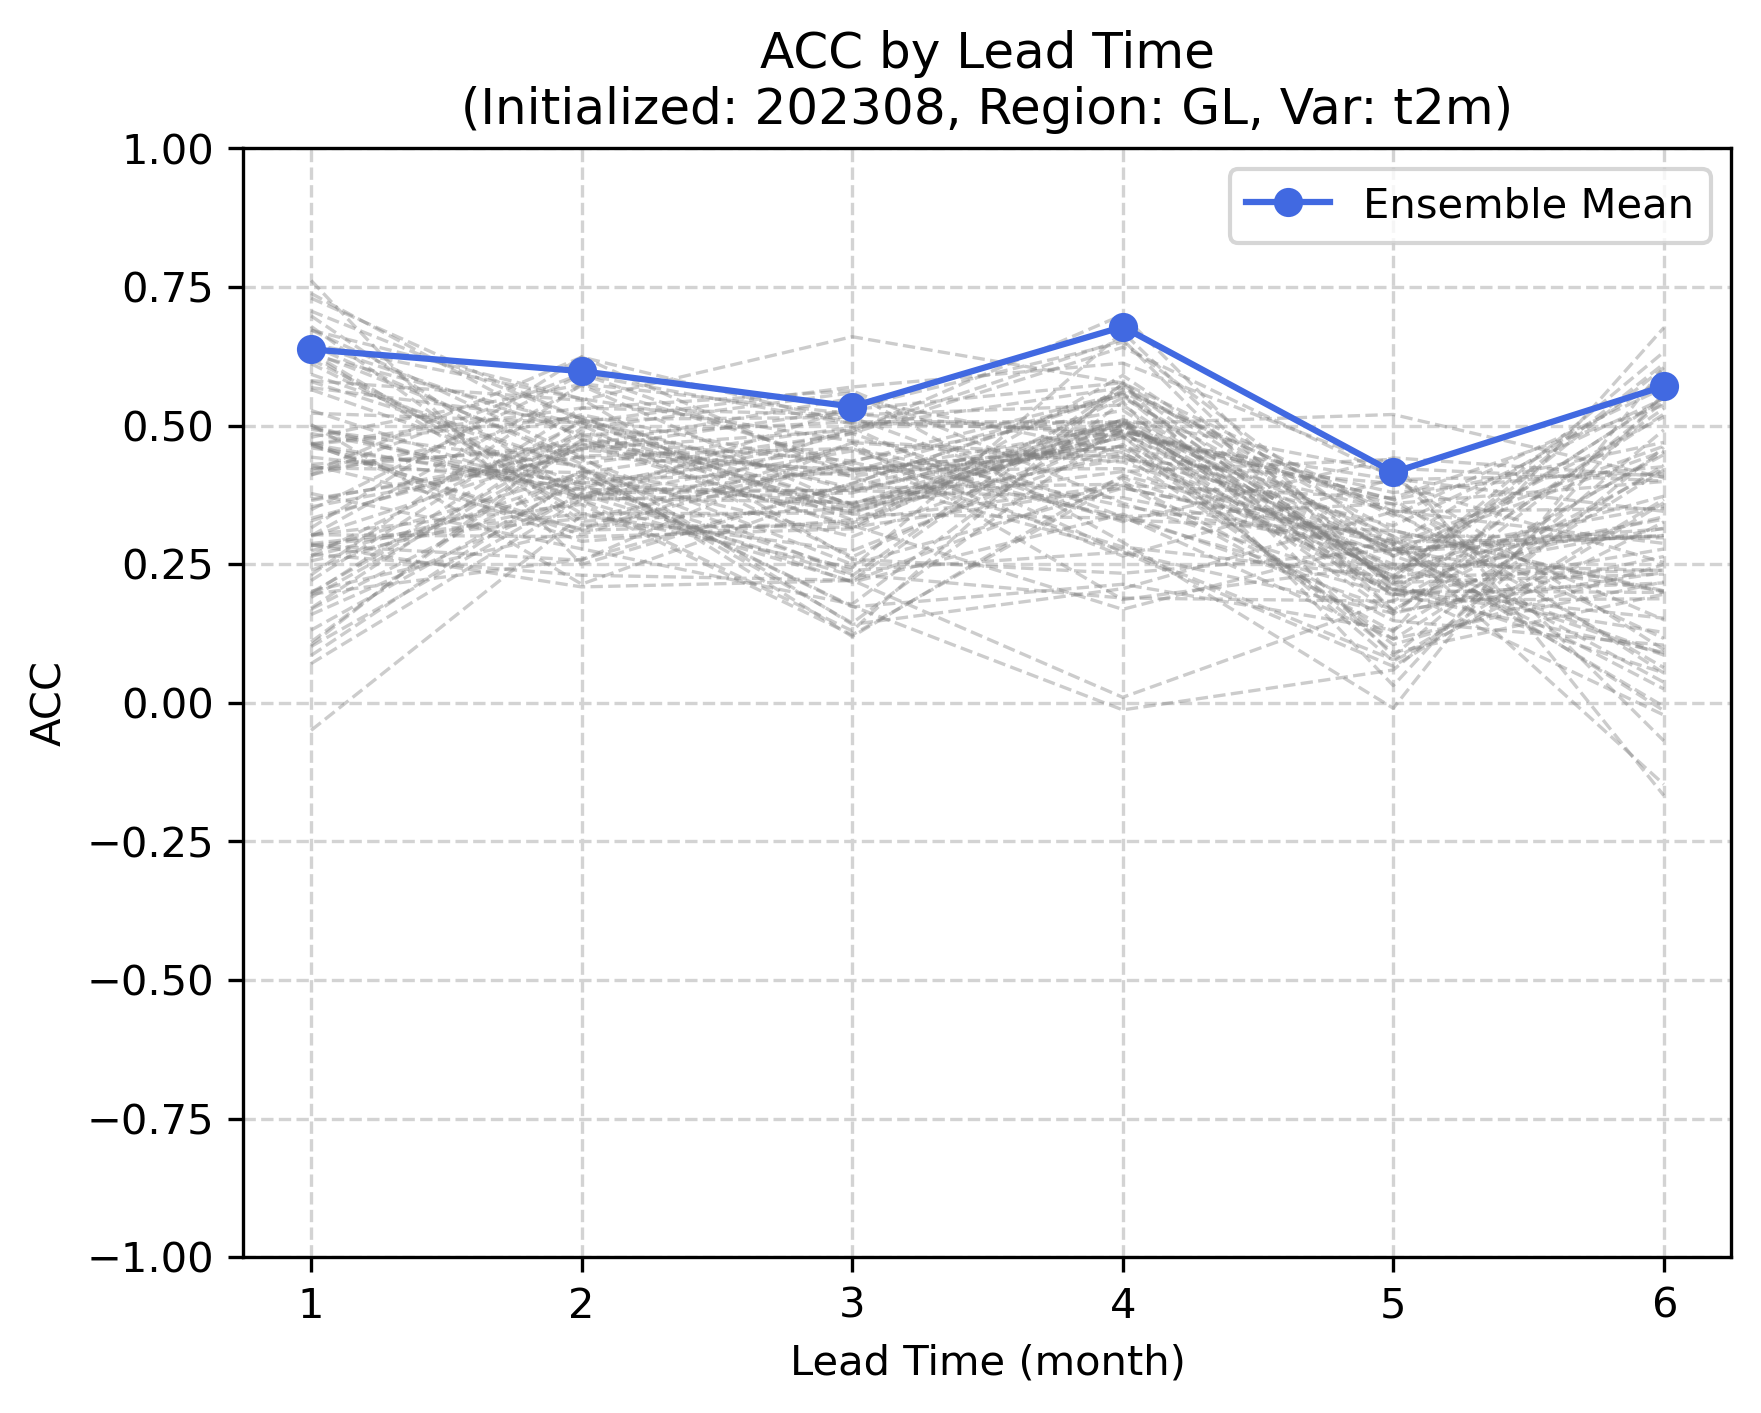 ACC by Lead Time
(Initialized: 202308, Region: GL, Var: t2m)
Ensemble Mean
ACC
1.00
0.75
0.50
0.25
0.00
−0.25
−0.50
−0.75
−1.00
1 2 3 4 5 6
Lead Time (month)